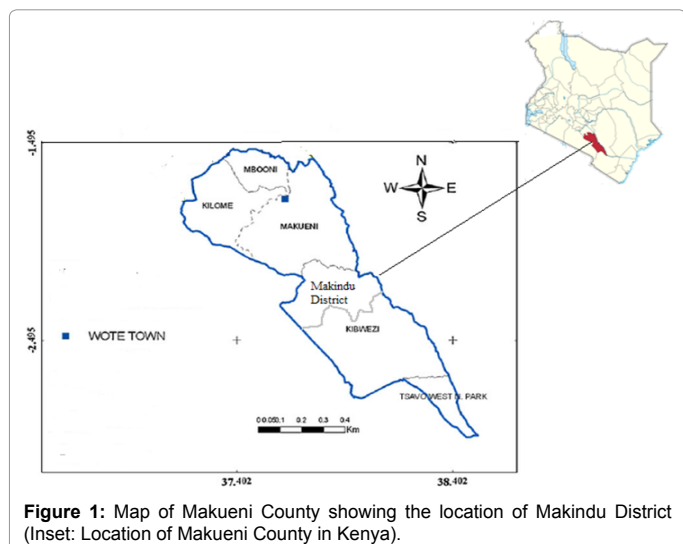 -1.495
N
W E
S
MBOONI
KILOME
MAKUENI
Makindu
District
KIBWEZI
-2.495
WOTE TOWN
TSAVO WEST N. PARK
0 0.05 0.1 0.2 0.3 0.4
Km
37.402
38.402
Figure 1: Map of Makueni County showing the location of Makindu District
(Inset: Location of Makueni County in Kenya).